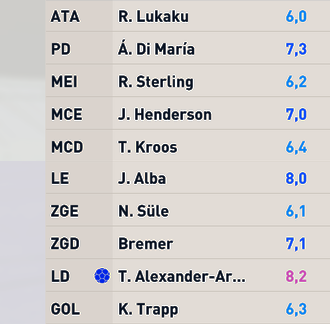 ATA R. Lukaku 6,0
PD Á. Di María 7,3
MEI R. Sterling 6,2
MCE J. Henderson 7,0
MCD T. Kroos 6,4
LE J. Alba 8,0
ZGE N. Süle 6,1
ZGD Bremer 7,1
LD T. Alexander-Ar... 8,2
GOL K. Trapp 6,3